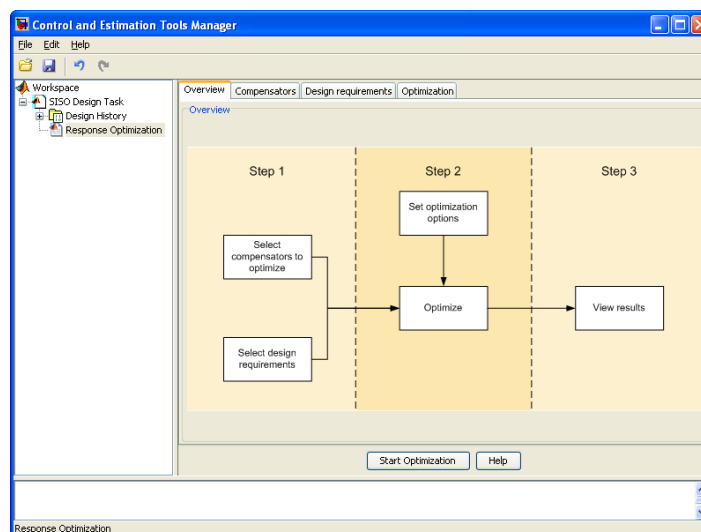 Control and Estimation Tools Manager
File Edit Help
Workspace
SISO Design Task
Design History
Response Optimization
Overview Compensators Design requirements Optimization
Overview
Step 1 Step 2 Step 3
Set optimization
options
Select
compensators to
optimize
Optimize
View results
Select design
requirements
Start Optimization Help
Response Optimization